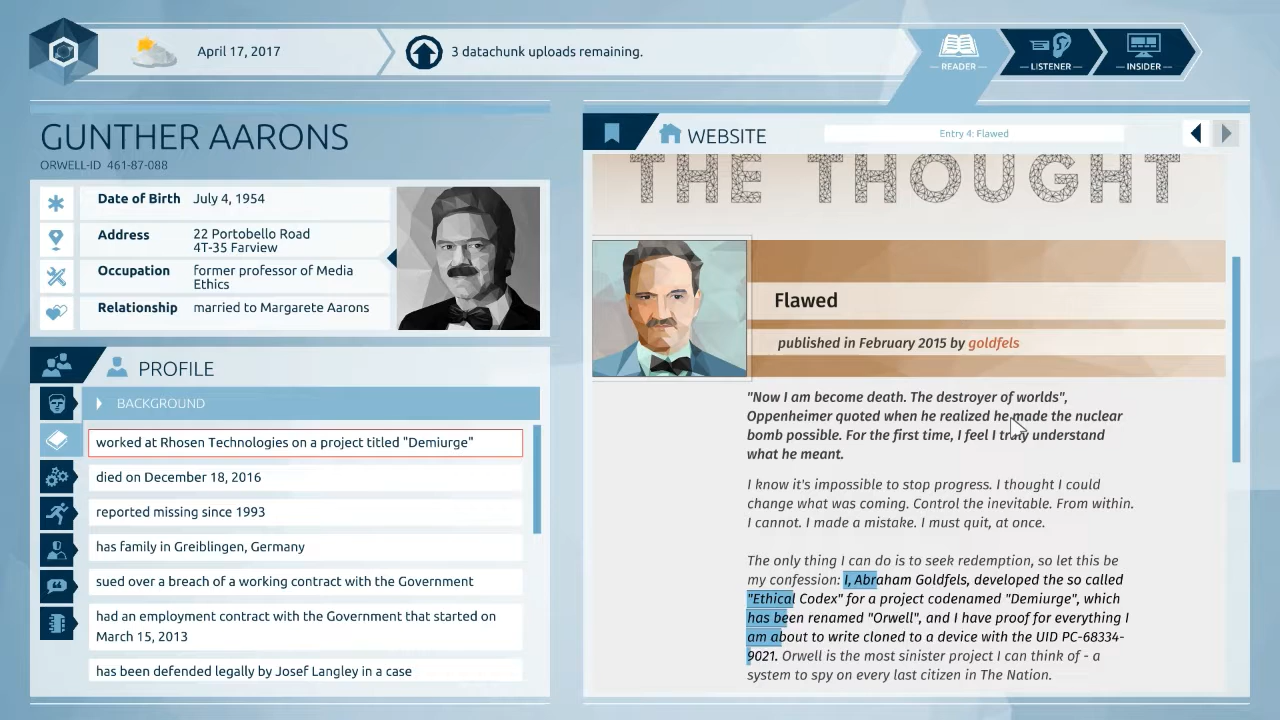 April 17, 2017
3 datachunk uploads remaining.
— READER —
— LISTENER —
— INSIDER —
GUNTHER AARONS
ORWELL-ID 461-87-088
Date of Birth July 4, 1954
Address 22 Portobello Road
4T-35 Farview
Occupation former professor of Media
Ethics
Relationship married to Margarete Aarons
PROFILE
BACKGROUND
worked at Rhosen Technologies on a project titled "Demiurge"
died on December 18, 2016
reported missing since 1993
has family in Greiblingen, Germany
sued over a breach of a working contract with the Government
had an employment contract with the Government that started on
March 15, 2013
has been defended legally by Josef Langley in a case
WEBSITE
Entry 4: Flawed
THE THOUGHT
Flawed
published in February 2015 by goldfels
"Now I am become death. The destroyer of worlds",
Oppenheimer quoted when he realized he made the nuclear
bomb possible. For the first time, I feel I truly understand
what he meant.
I know it's impossible to stop progress. I thought I could
change what was coming. Control the inevitable. From within.
I cannot. I made a mistake. I must quit, at once.
The only thing I can do is to seek redemption, so let this be
my confession: I, Abraham Goldfels, developed the so called
"Ethical Codex" for a project codenamed "Demiurge", which
has been renamed "Orwell", and I have proof for everything I
am about to write cloned to a device with the UID PC-68334-
9021. Orwell is the most sinister project I can think of - a
system to spy on every last citizen in The Nation.